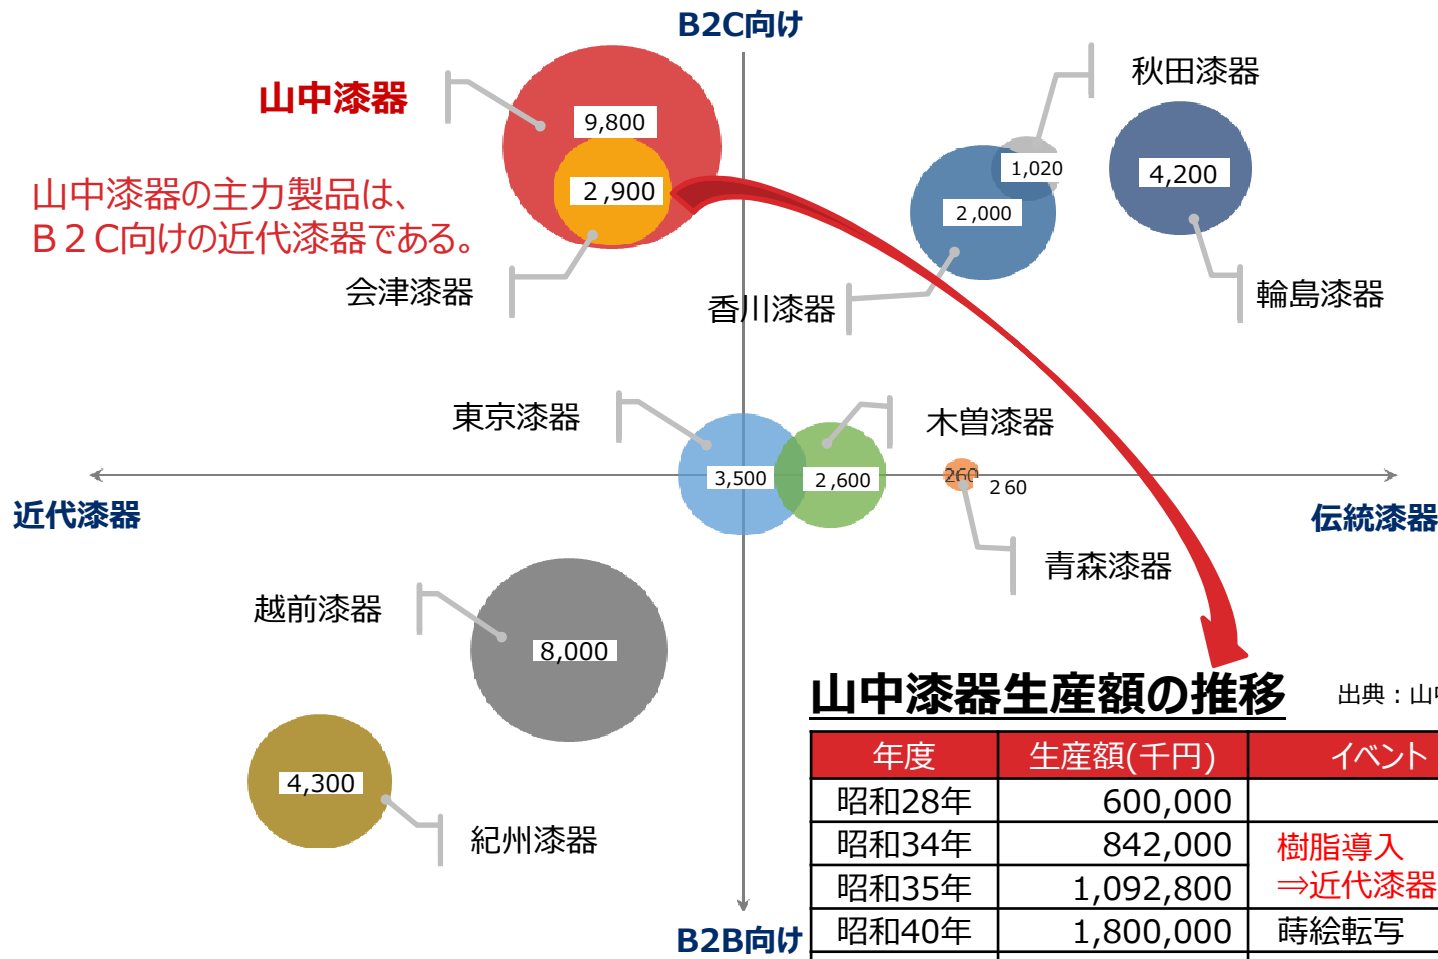 B2C向け
秋田漆器
山中漆器
9,800
1,020
4,200
2,900
2,000
山中漆器の主力製品は、
B2C向けの近代漆器である。
会津漆器
香川漆器
輪島漆器
東京漆器
木曽漆器
3,500
2,600
260
260
近代漆器
伝統漆器
青森漆器
越前漆器
8,000
山中漆器生産額の推移
出典：山中
4,300
紀州漆器
年度 生産額(千円) イベント
昭和28年 600,000
昭和34年 842,000 樹脂導入
昭和35年 1,092,800 ⇒近代漆器
昭和40年 1,800,000 蒔絵転写
B2B向け